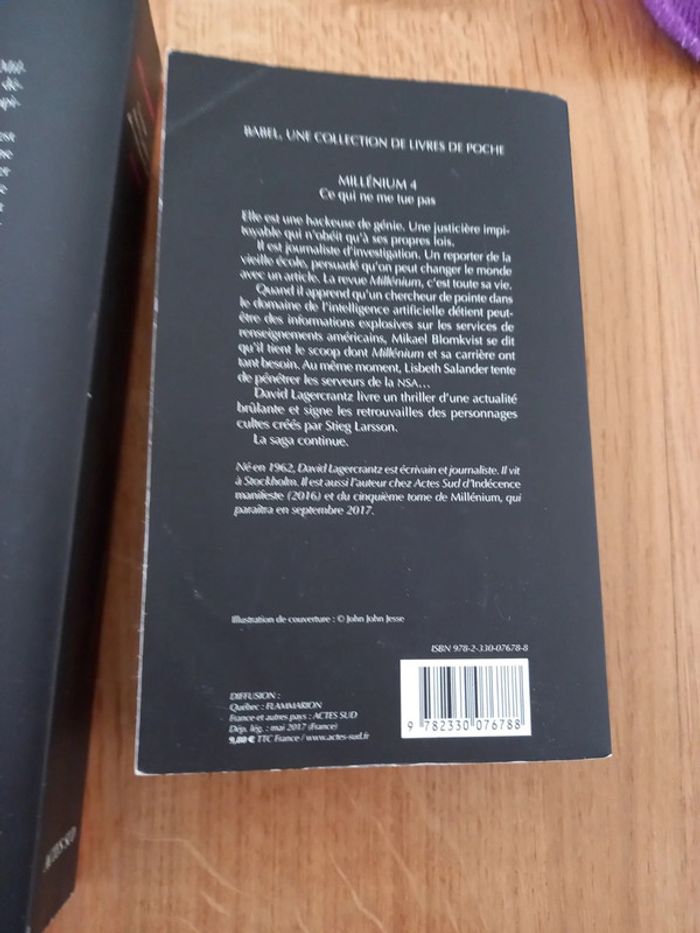 BABEL, UNE COLLECTION DE LIVRES DE POCHE
MILLÉNIUM 4
Ce qui ne me tue pas
Elle est une hackeuse de génie. Une justicière impi-
toyable qui n'obéit qu'à ses propres lois.
Il est journaliste d'investigation. Un reporter de la
vieille école, persuadé qu'on peut changer le monde
avec un article. La revue Millénium, c'est toute sa vie.
Quand il apprend qu'un chercheur de pointe dans
le domaine de l'intelligence artificielle détient peut-
être des informations explosives sur les services de
renseignements américains, Mikael Blomkvist se dit
qu'il tient le scoop dont Millénium et sa carrière ont
tant besoin. Au même moment, Lisbeth Salander tente
de pénétrer les serveurs de la NSA...
David Lagercrantz livre un thriller d'une actualité
brûlante et signe les retrouvailles des personnages
cultes créés par Stieg Larsson.
La saga continue.
Né en 1962, David Lagercrantz est écrivain et journaliste. Il vit
à Stockholm. Il est aussi l'auteur chez Actes Sud d'Indécence
manifeste (2016) et du cinquième tome de Millénium, qui
paraîtra en septembre 2017.
Illustration de couverture : © John John Jesse
ISBN 978-2-330-07678-8
DIFFUSION :
Québec : FLAMMARION
France et autres pays : ACTES SUD
Dép. lég. : mai 2017 (France)
9,80 € TTC France / www.actes-sud.fr
9 782330 076788
ACTES SUD